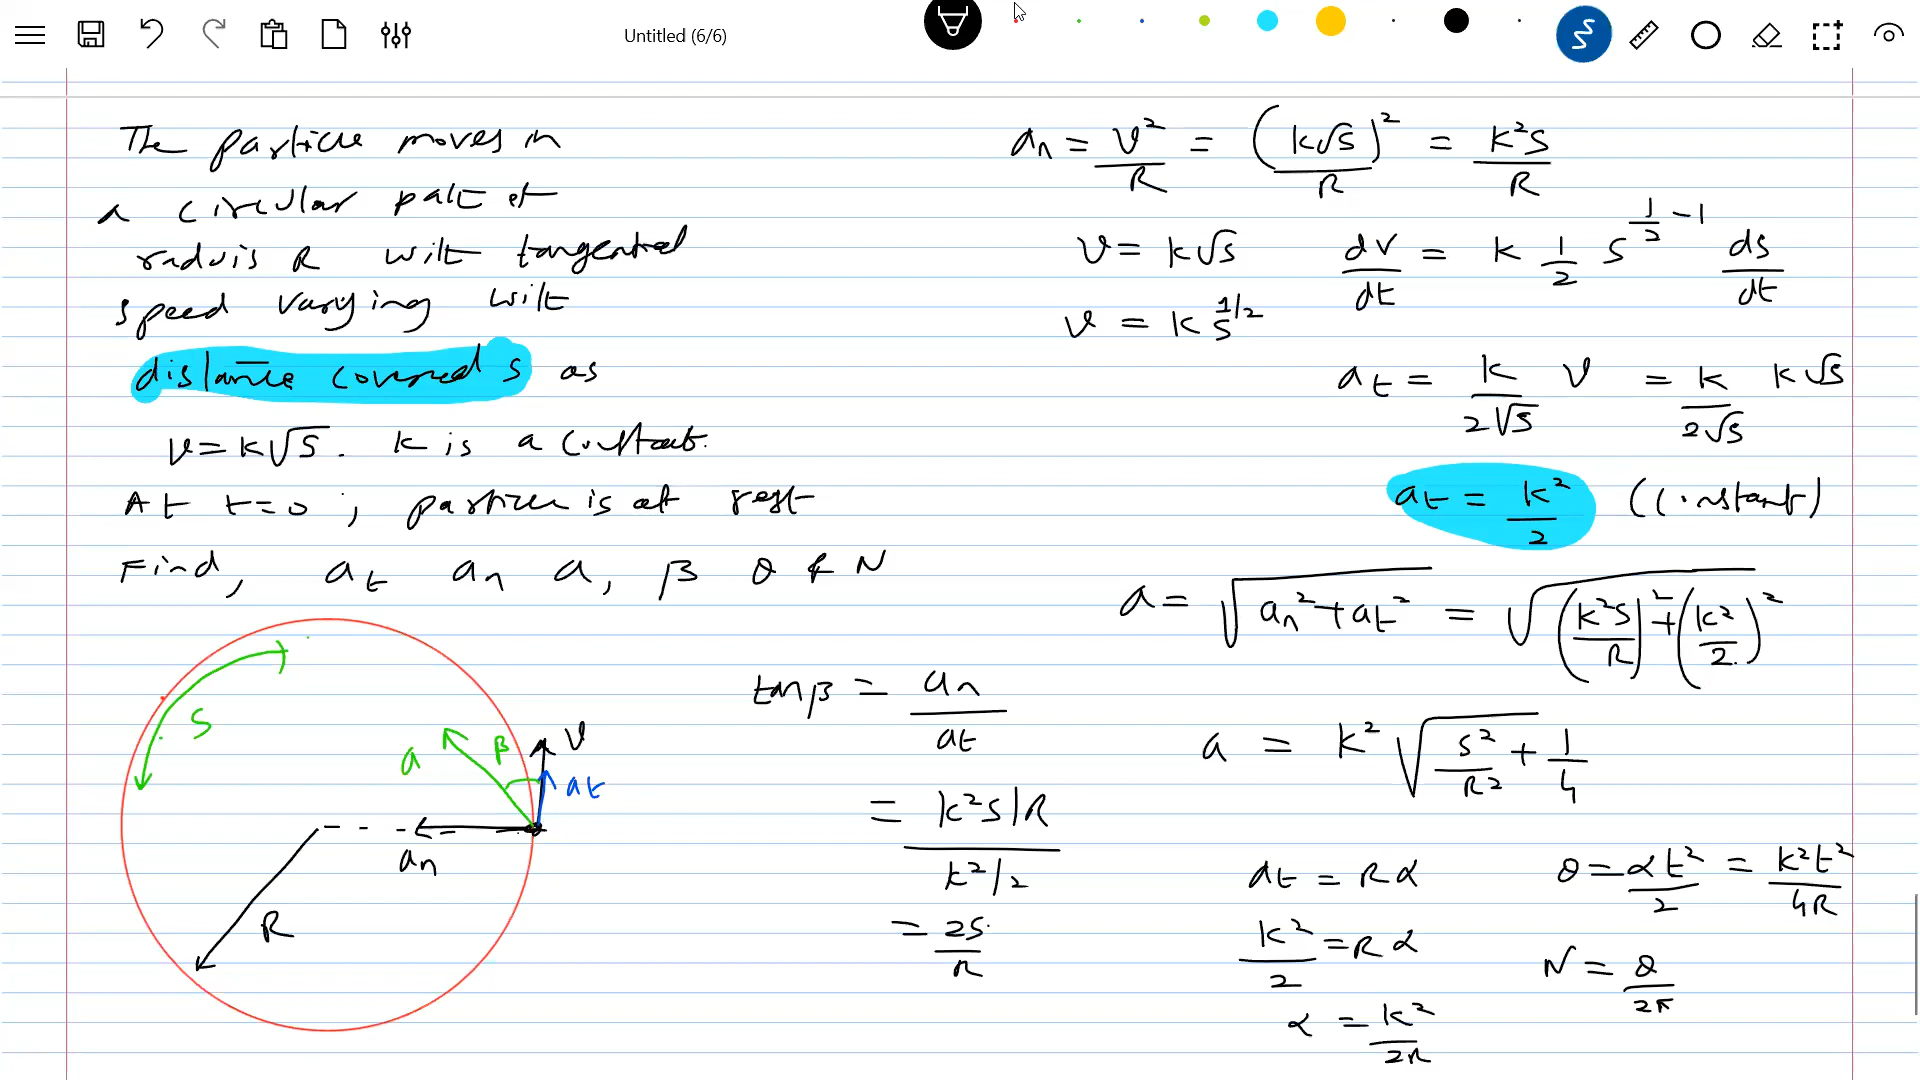 Untitled (6/6)
The particle moves in
a circular path of
radius R with tangential
speed varying with
distance covered s as
v = k√s. k is a constant.
At t=0 ; particle is at rest
Find, at an a, β θ & N
S
a
β
v
at
an
R
tanβ = an/at
= k²s/R / k²/2
= 2s/R
an = v²/R = (k√s)²/R = k²s/R
v = k√s
dv/dt = k 1/2 s^(1/2 - 1) ds/dt
v = k s^1/2
at = k/2√s v = k/2√s k√s
at = k²/2 (constant)
a = √(an² + at²) = √((k²s/R)² + (k²/2)²)
a = k² √(s²/R² + 1/4)
at = Rα
k²/2 = Rα
α = k²/2R
θ = αt²/2 = k²t²/4R
N = θ/2π